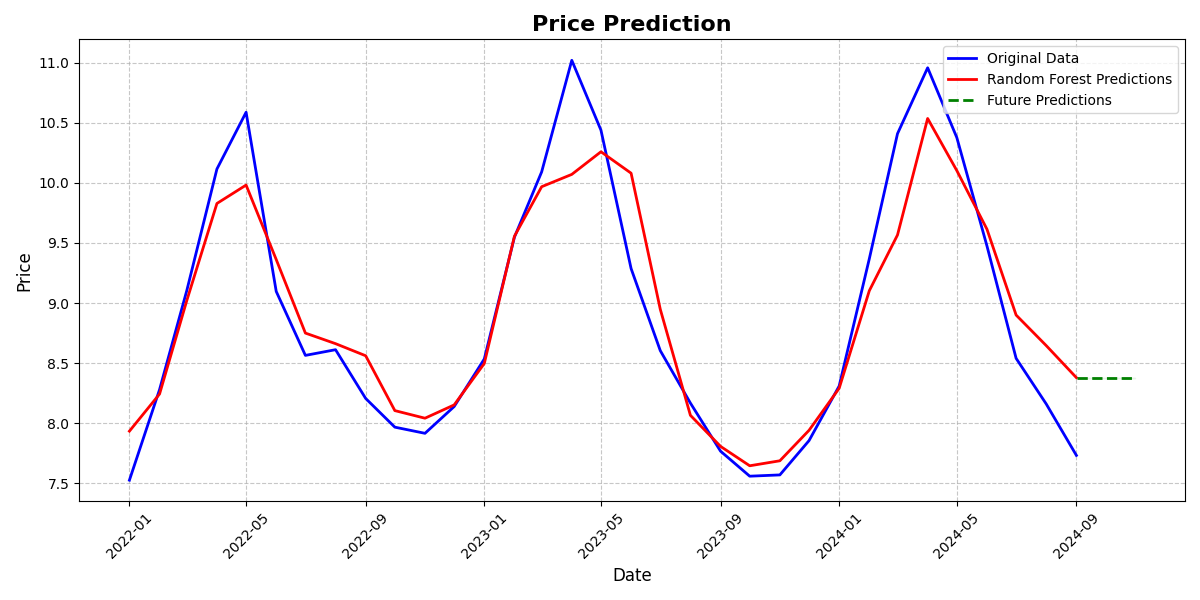 Price Prediction
Original Data
Random Forest Predictions
Future Predictions
Price
11.0
10.5
10.0
9.5
9.0
8.5
8.0
7.5
2022-01
2022-05
2022-09
2023-01
2023-05
2023-09
2024-01
2024-05
2024-09
Date